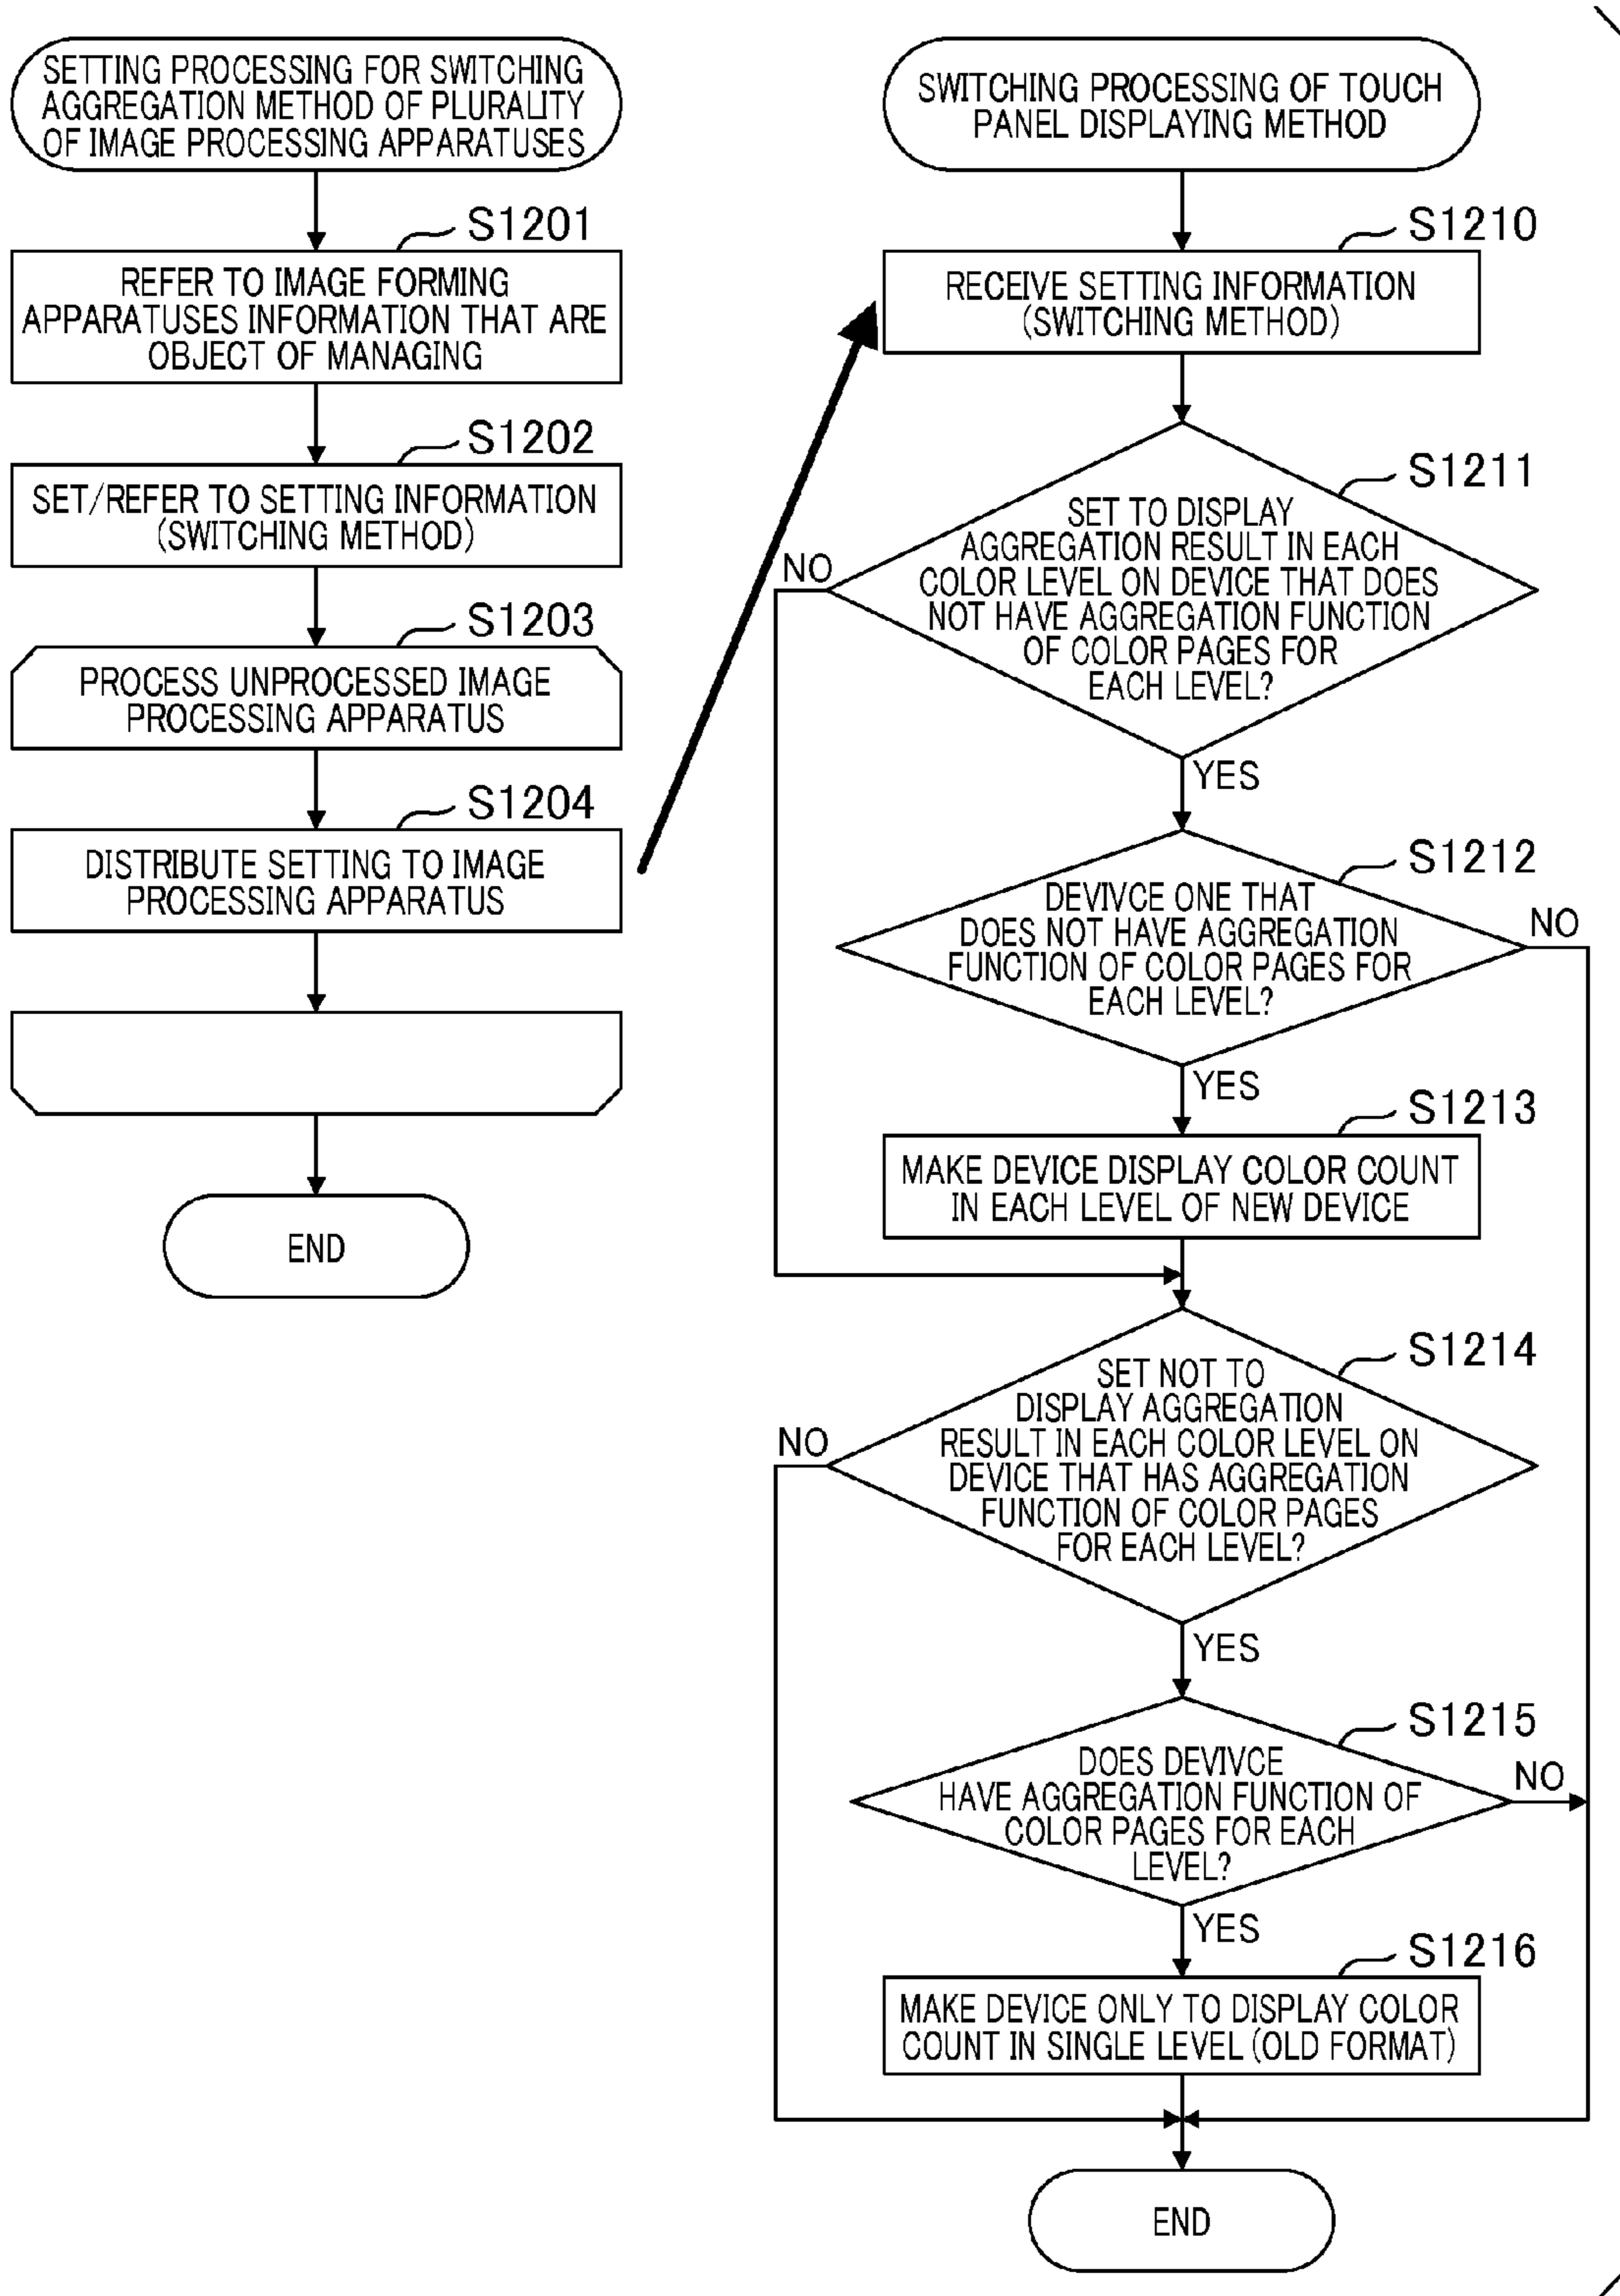 SETTING PROCESSING FOR SWITCHING
AGGREGATION METHOD OF PLURALITY
OF IMAGE PROCESSING APPARATUSES
S1201
REFER TO IMAGE FORMING
APPARATUSES INFORMATION THAT ARE
OBJECT OF MANAGING
S1202
SET/REFER TO SETTING INFORMATION
(SWITCHING METHOD)
S1203
PROCESS UNPROCESSED IMAGE
PROCESSING APPARATUS
S1204
DISTRIBUTE SETTING TO IMAGE
PROCESSING APPARATUS
END
SWITCHING PROCESSING OF TOUCH
PANEL DISPLAYING METHOD
S1210
RECEIVE SETTING INFORMATION
(SWITCHING METHOD)
S1211
SET TO DISPLAY
AGGREGATION RESULT IN EACH
COLOR LEVEL ON DEVICE THAT DOES
NOT HAVE AGGREGATION FUNCTION
OF COLOR PAGES FOR
EACH LEVEL?
NO
YES
S1212
DEVIVCE ONE THAT
DOES NOT HAVE AGGREGATION
FUNCTION OF COLOR PAGES FOR
EACH LEVEL?
NO
YES
S1213
MAKE DEVICE DISPLAY COLOR COUNT
IN EACH LEVEL OF NEW DEVICE
S1214
SET NOT TO
DISPLAY AGGREGATION
RESULT IN EACH COLOR LEVEL ON
DEVICE THAT HAS AGGREGATION
FUNCTION OF COLOR PAGES
FOR EACH LEVEL?
NO
YES
S1215
DOES DEVIVCE
HAVE AGGREGATION FUNCTION OF
COLOR PAGES FOR EACH
LEVEL?
NO
YES
S1216
MAKE DEVICE ONLY TO DISPLAY COLOR
COUNT IN SINGLE LEVEL (OLD FORMAT)
END